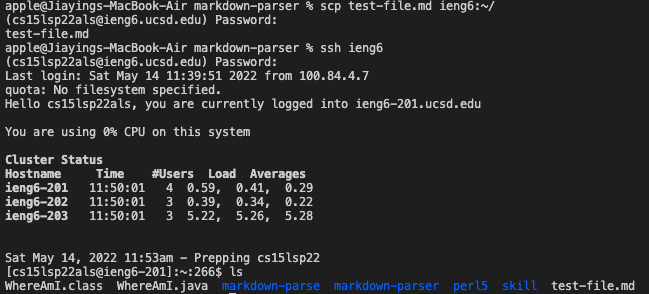 apple@Jiayings-MacBook-Air markdown-parser % scp test-file.md ieng6:~/
(cs15lsp22als@ieng6.ucsd.edu) Password:
test-file.md
apple@Jiayings-MacBook-Air markdown-parser % ssh ieng6
(cs15lsp22als@ieng6.ucsd.edu) Password:
Last login: Sat May 14 11:39:51 2022 from 100.84.4.7
quota: No filesystem specified.
Hello cs15lsp22als, you are currently logged into ieng6-201.ucsd.edu
You are using 0% CPU on this system
Cluster Status
Hostname Time #Users Load Averages
ieng6-201 11:50:01 4 0.59, 0.41, 0.29
ieng6-202 11:50:01 3 0.39, 0.34, 0.22
ieng6-203 11:50:01 3 5.22, 5.26, 5.28
Sat May 14, 2022 11:53am - Prepping cs15lsp22
[cs15lsp22als@ieng6-201]:~:266$ ls
WhereAmI.class WhereAmI.java markdown-parse markdown-parser perl5 skill test-file.md